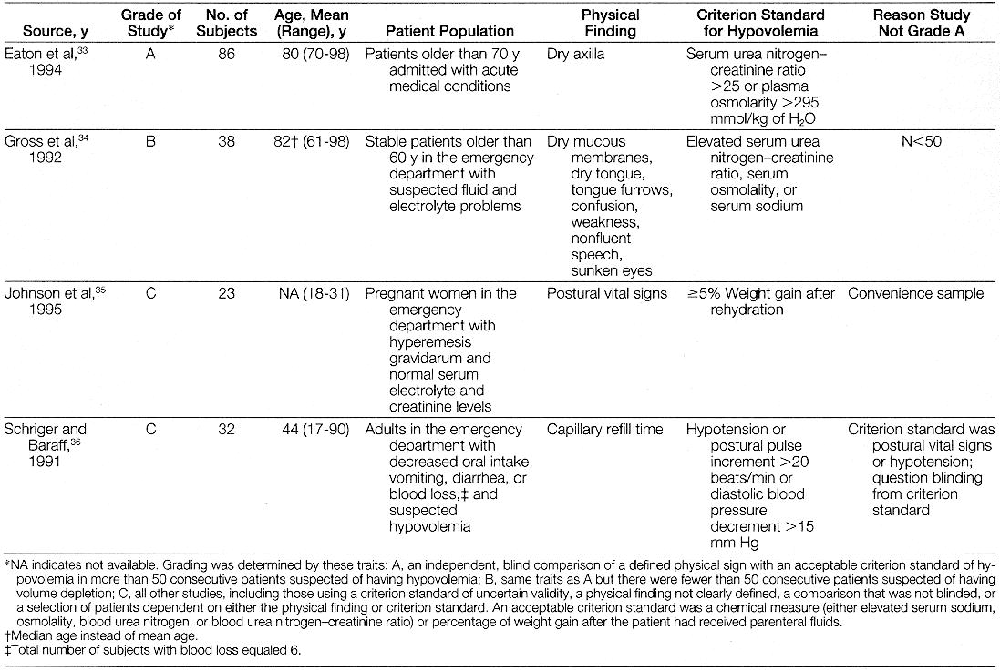 Source, y
Grade of Study*
No. of Subjects
Age, Mean (Range), y
Patient Population
Physical Finding
Criterion Standard for Hypovolemia
Reason Study Not Grade A
Eaton et al,33
1994
A
86
80 (70-98)
Patients older than 70 y
admitted with acute
medical conditions
Dry axilla
Serum urea nitrogen–
creatinine ratio
>25 or plasma
osmolarity >295
mmol/kg of H2O
Gross et al,34
1992
B
38
82† (61-98)
Stable patients older than
60 y in the emergency
department with
suspected fluid and
electrolyte problems
Dry mucous
membranes,
dry tongue,
tongue furrows,
confusion,
weakness,
nonfluent
speech,
sunken eyes
Elevated serum urea
nitrogen–creatinine
ratio, serum
osmolality, or
serum sodium
N<50
Johnson et al,35
1995
C
23
NA (18-31)
Pregnant women in the
emergency
department with
hyperemesis
gravidarum and
normal serum
electrolyte and
creatinine levels
Postural vital signs
≥5% Weight gain after
rehydration
Convenience sample
Schriger and
Baraff,36
1991
C
32
44 (17-90)
Adults in the emergency
department with
decreased oral intake,
vomiting, diarrhea, or
blood loss,‡ and
suspected
hypovolemia
Capillary refill time
Hypotension or
postural pulse
increment >20
beats/min or
diastolic blood
pressure
decrement >15
mm Hg
Criterion standard was
postural vital signs
or hypotension;
question blinding
from criterion
standard
*NA indicates not available. Grading was determined by these traits: A, an independent, blind comparison of a defined physical sign with an acceptable criterion standard of hy-
povolemia in more than 50 consecutive patients suspected of having hypovolemia; B, same traits as A but there were fewer than 50 consecutive patients suspected of having
volume depletion; C, all other studies, including those using a criterion standard of uncertain validity, a physical finding not clearly defined, a comparison that was not blinded, or
a selection of patients dependent on either the physical finding or criterion standard. An acceptable criterion standard was a chemical measure (either elevated serum sodium,
osmolality, blood urea nitrogen, or blood urea nitrogen–creatinine ratio) or percentage of weight gain after the patient had received parenteral fluids.
†Median age instead of mean age.
‡Total number of subjects with blood loss equaled 6.